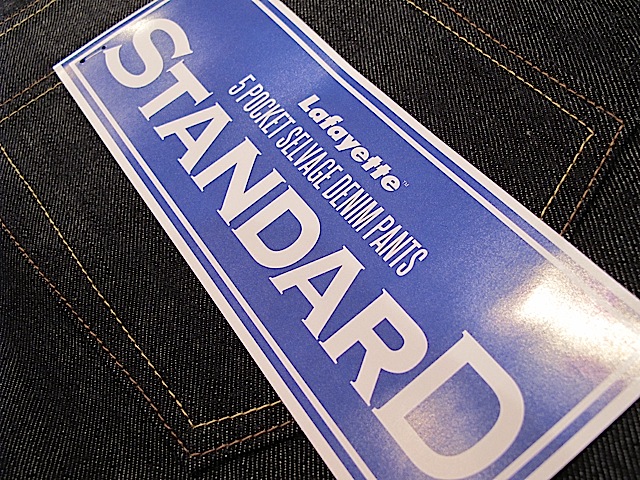 Lafayette™
5 POCKET SELVAGE DENIM PANTS
STANDARD